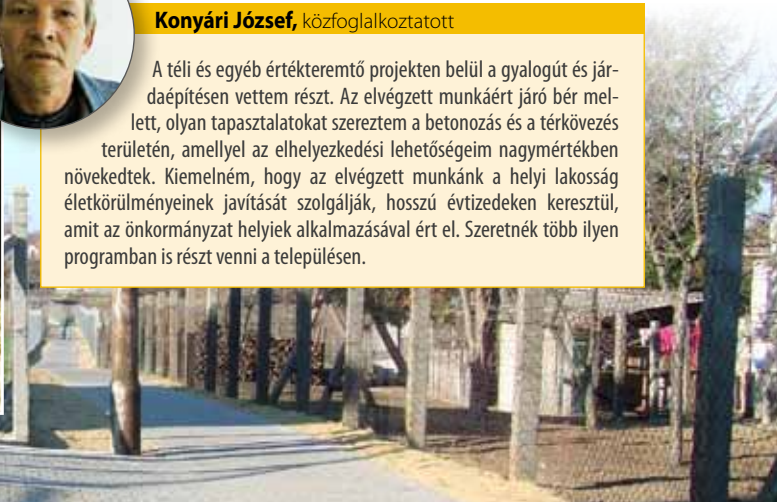 Konyári József, közfoglalkoztatott
A téli és egyéb értékteremtő projekten belül a gyalogút és jár-
daépítésen vettem részt. Az elvégzett munkáért járó bér mel-
lett, olyan tapasztalatokat szereztem a betonozás és a térkövezés
területén, amellyel az elhelyezkedési lehetőségeim nagymértékben
növekedtek. Kiemelném, hogy az elvégzett munkánk a helyi lakosság
életkörülményeinek javítását szolgálják, hosszú évtizedeken keresztül,
amit az önkormányzat helyiek alkalmazásával ért el. Szeretnék több ilyen
programban is részt venni a településen.